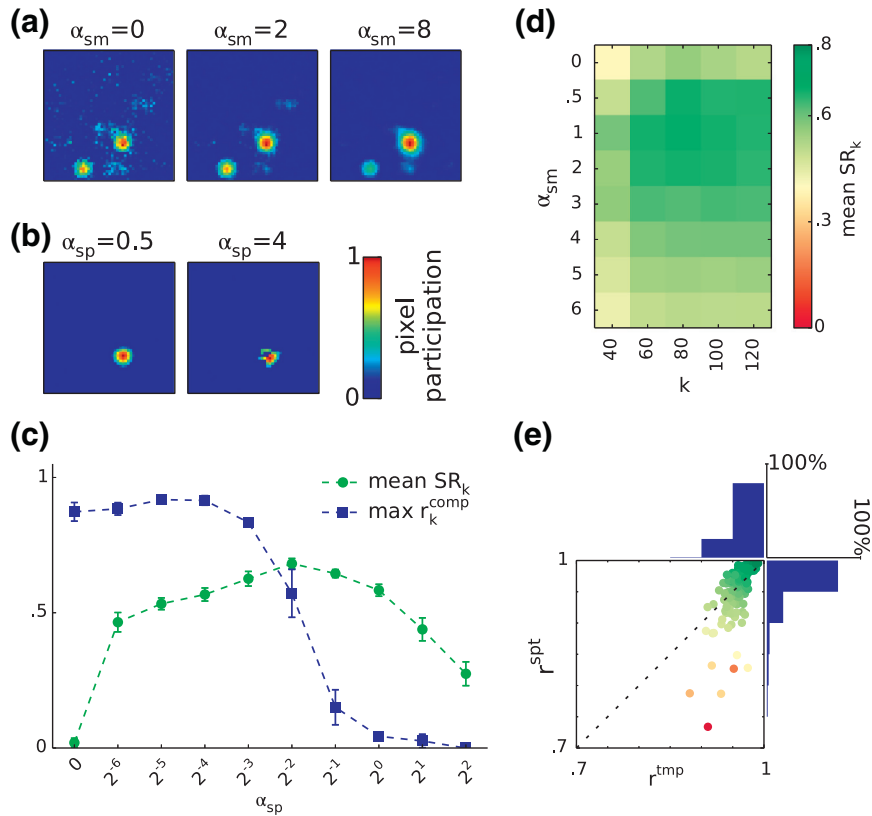 (a)
α_sm=0 α_sm=2 α_sm=8
(b)
α_sp=0.5 α_sp=4
1
0
pixel participation
(c)
1
.5
0
mean SR_k
max r_k^comp
0 2^-6 2^-5 2^-4 2^-3 2^-2 2^-1 2^0 2^1 2^2
α_sp
(d)
α_sm
0
.5
1
2
3
4
5
6
40 60 80 100 120
k
.8
.6
.3
0
mean SR_k
(e)
100%
100%
1
r^spt
.7
.7 r^tmp 1